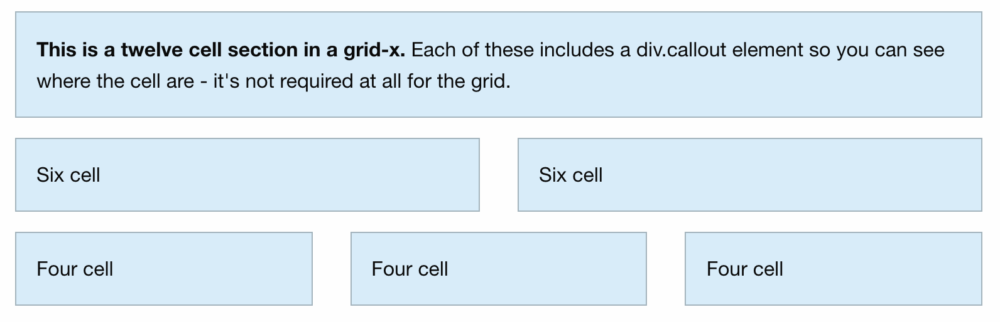 This is a twelve cell section in a grid-x. Each of these includes a div.callout element so you can see
where the cell are - it's not required at all for the grid.
Six cell
Six cell
Four cell
Four cell
Four cell